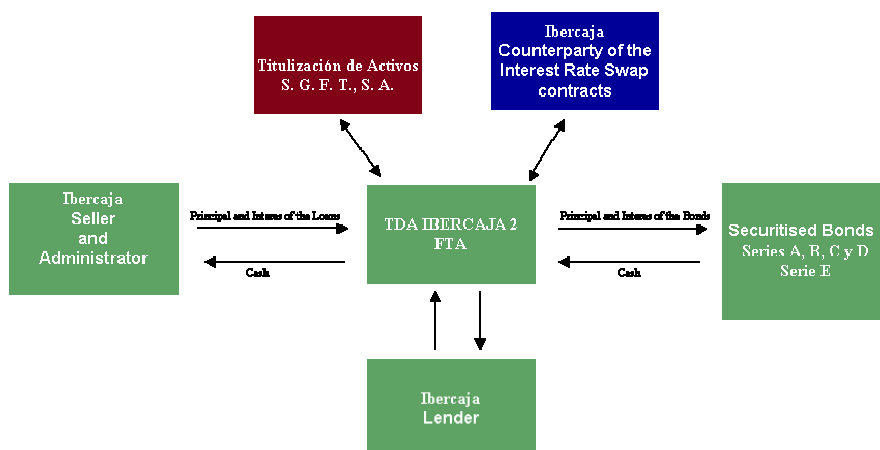 Titulización de Activos
S. G. F. T., S. A.
Ibercaja
Counterparty of the
Interest Rate Swap
contracts
Ibercaja
Seller
and
Administrator
Principal and Interes of the Loans
Cash
TDA IBERCAJA 2
FTA
Principal and Interes of the Bonds
Cash
Securitised Bonds
Series A, B, C y D
Serie E
Ibercaja
Lender